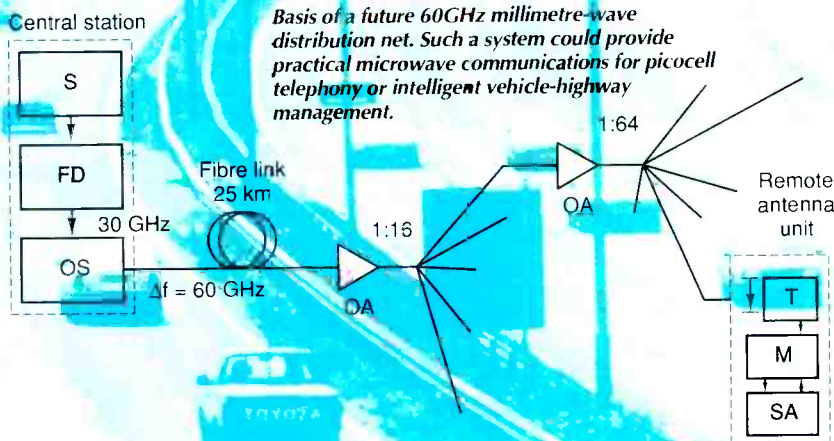 Central station
Basis of a future 60GHz millimetre-wave
distribution net. Such a system could provide
practical microwave communications for picocell
telephony or intelligent vehicle-highway
management.
S
FD
OS
30 GHz
Δf = 60 GHz
Fibre link
25 km
OA
1:16
OA
1:64
Remote
antenna
unit
T
M
SA
TOYOTA